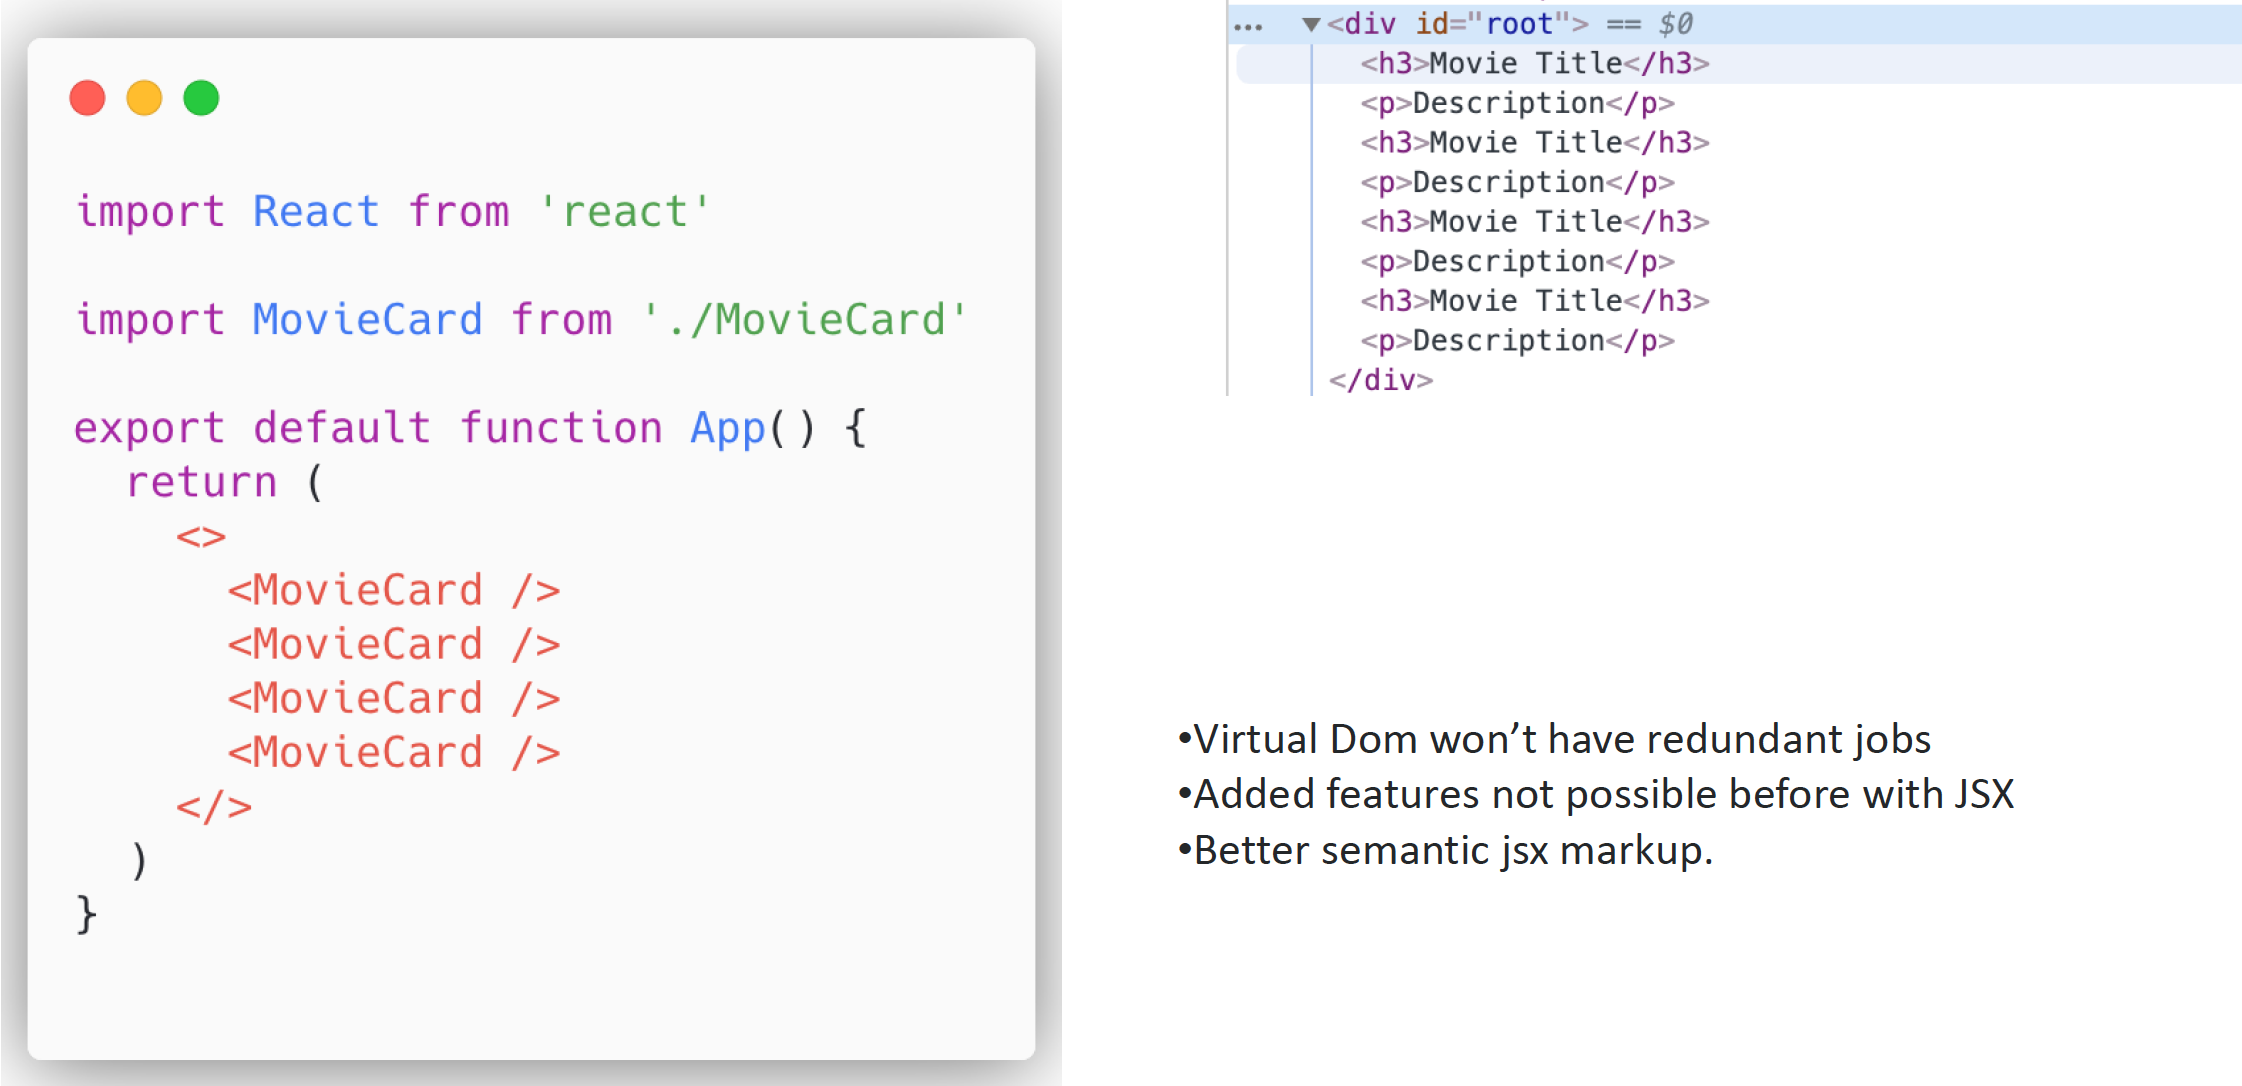 import React from 'react'
import MovieCard from './MovieCard'
export default function App() {
return (
<>
<MovieCard />
<MovieCard />
<MovieCard />
<MovieCard />
</>
)
}
… ▼<div id="root"> == $0
<h3>Movie Title</h3>
<p>Description</p>
<h3>Movie Title</h3>
<p>Description</p>
<h3>Movie Title</h3>
<p>Description</p>
<h3>Movie Title</h3>
<p>Description</p>
</div>
•Virtual Dom won’t have redundant jobs
•Added features not possible before with JSX
•Better semantic jsx markup.